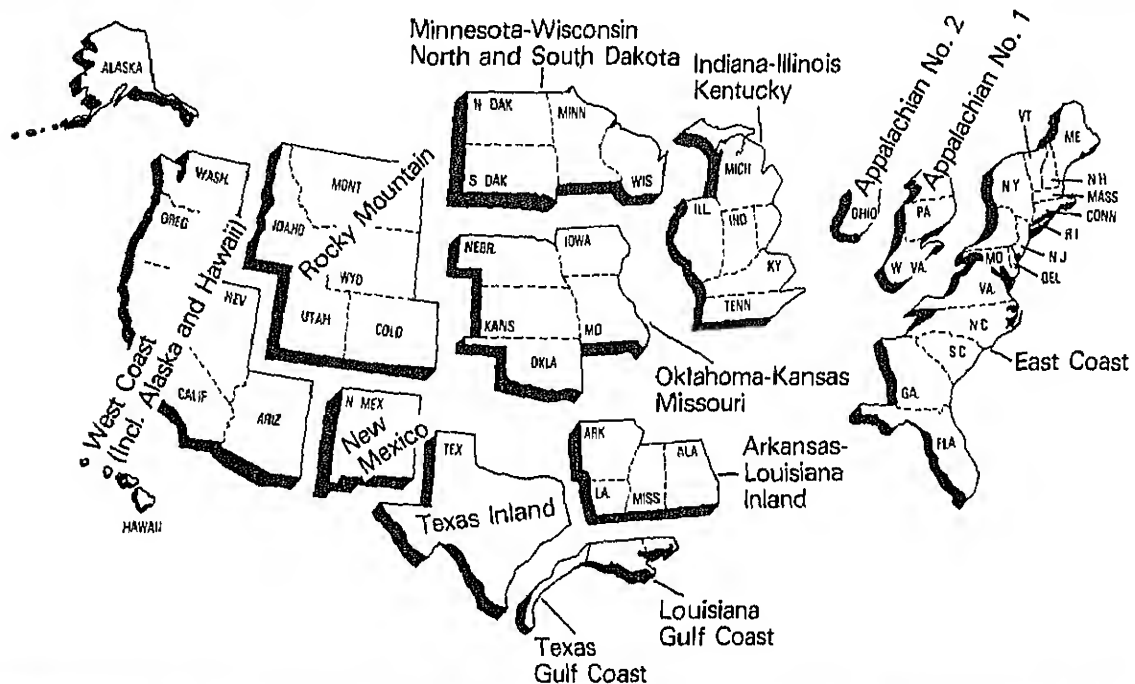 Minnesota-Wisconsin
North and South Dakota
Indiana-Illinois
Kentucky
Appalachian No. 2
Appalachian No. 1
ALASKA
N DAK
MINN
S DAK
WIS
MICH
VT
ME
NH
MASS
CONN
RI
NJ
DEL
NY
WASH.
OREG
MONT
IDAHO
Rocky Mountain
WYO
NEV
UTAH
COLO
CALIF
ARIZ
West Coast
(Incl. Alaska and Hawaiil)
HAWAII
NEBR.
IOWA
KANS
MO
OKLA
Oklahoma-Kansas
Missouri
ILL
IND
KY
TENN
OHIO
PA
W VA.
MD
VA.
NC
SC
GA.
FLA
East Coast
N MEX
New
Mexico
TEX
Texas Inland
ARK
ALA
LA.
MISS
Arkansas-
Louisiana
Inland
Louisiana
Gulf Coast
Texas
Gulf Coast